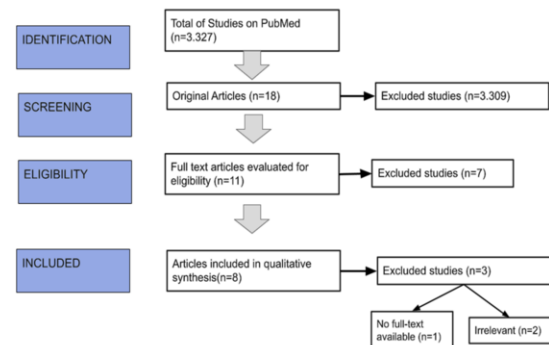 IDENTIFICATION
Total of Studies on PubMed
(n=3.327)
SCREENING
Original Articles (n=18)
Excluded studies (n=3.309)
ELIGIBILITY
Full text articles evaluated for
eligibility (n=11)
Excluded studies (n=7)
INCLUDED
Articles included in qualitative
synthesis(n=8)
Excluded studies (n=3)
No full-text
available (n=1)
Irrelevant (n=2)